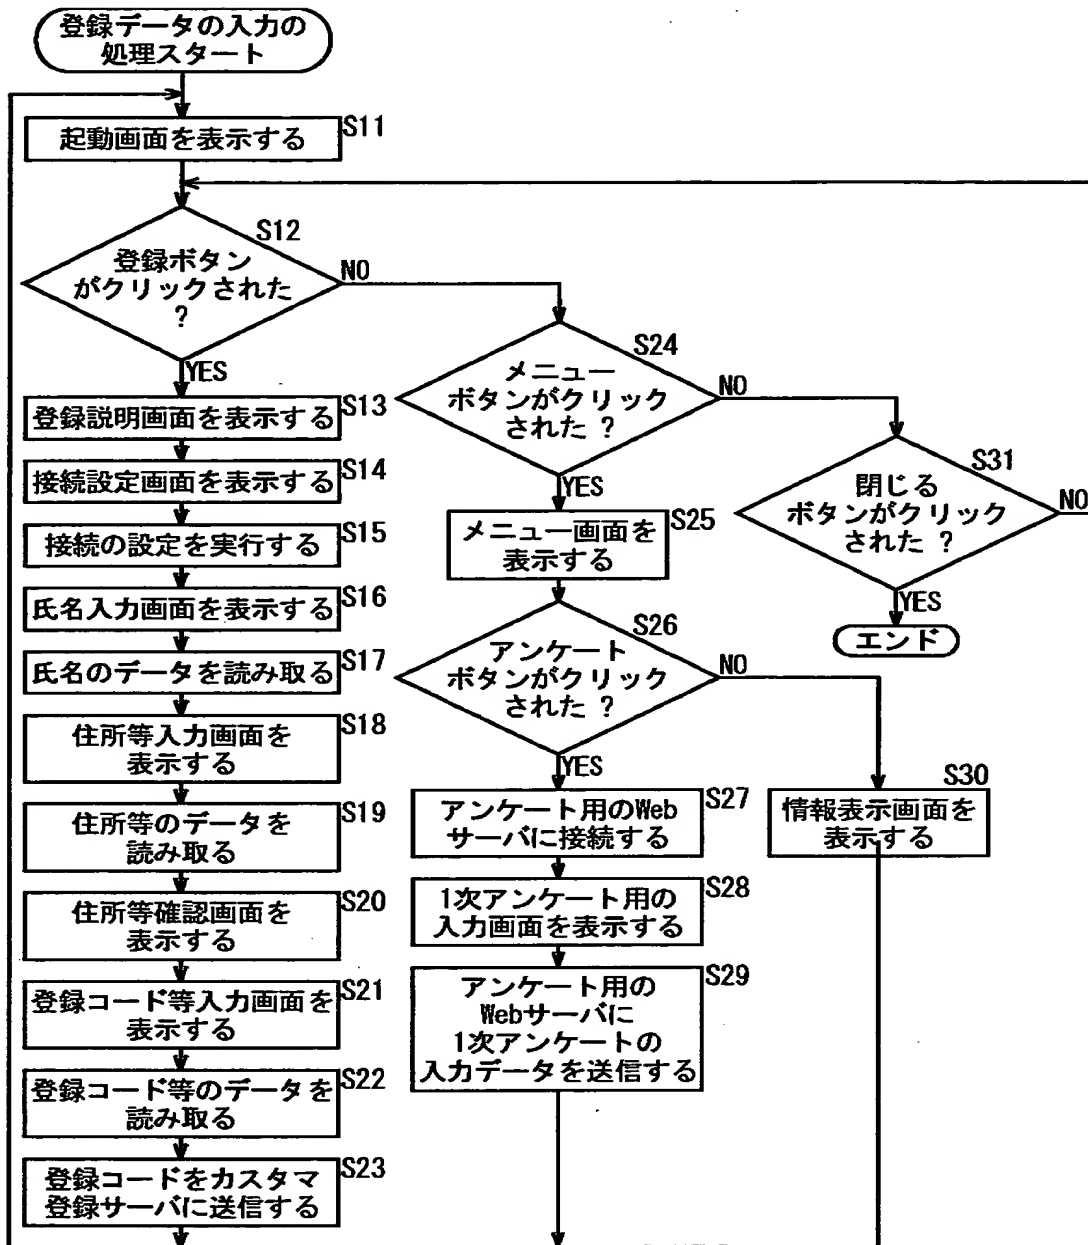 登録データの入力の
処理スタート
起動画面を表示する
S11
S12
登録ボタン
がクリックされた
?
NO
YES
登録説明画面を表示する
S13
接続設定画面を表示する
S14
接続の設定を実行する
S15
氏名入力画面を表示する
S16
氏名のデータを読み取る
S17
住所等入力画面を
表示する
S18
住所等のデータを
読み取る
S19
住所等確認画面を
表示する
S20
登録コード等入力画面を
表示する
S21
登録コード等のデータを
読み取る
S22
登録コードをカスタマ
登録サーバに送信する
S23
S24
メニュー
ボタンがクリック
された ?
NO
YES
メニュー画面を
表示する
S25
S26
アンケート
ボタンがクリック
された ?
NO
YES
アンケート用のWeb
サーバに接続する
S27
1次アンケート用の
入力画面を表示する
S28
アンケート用の
Webサーバに
1次アンケートの
入力データを送信する
S29
S30
情報表示画面を
表示する
S31
閉じる
ボタンがクリック
された ?
NO
YES
エンド